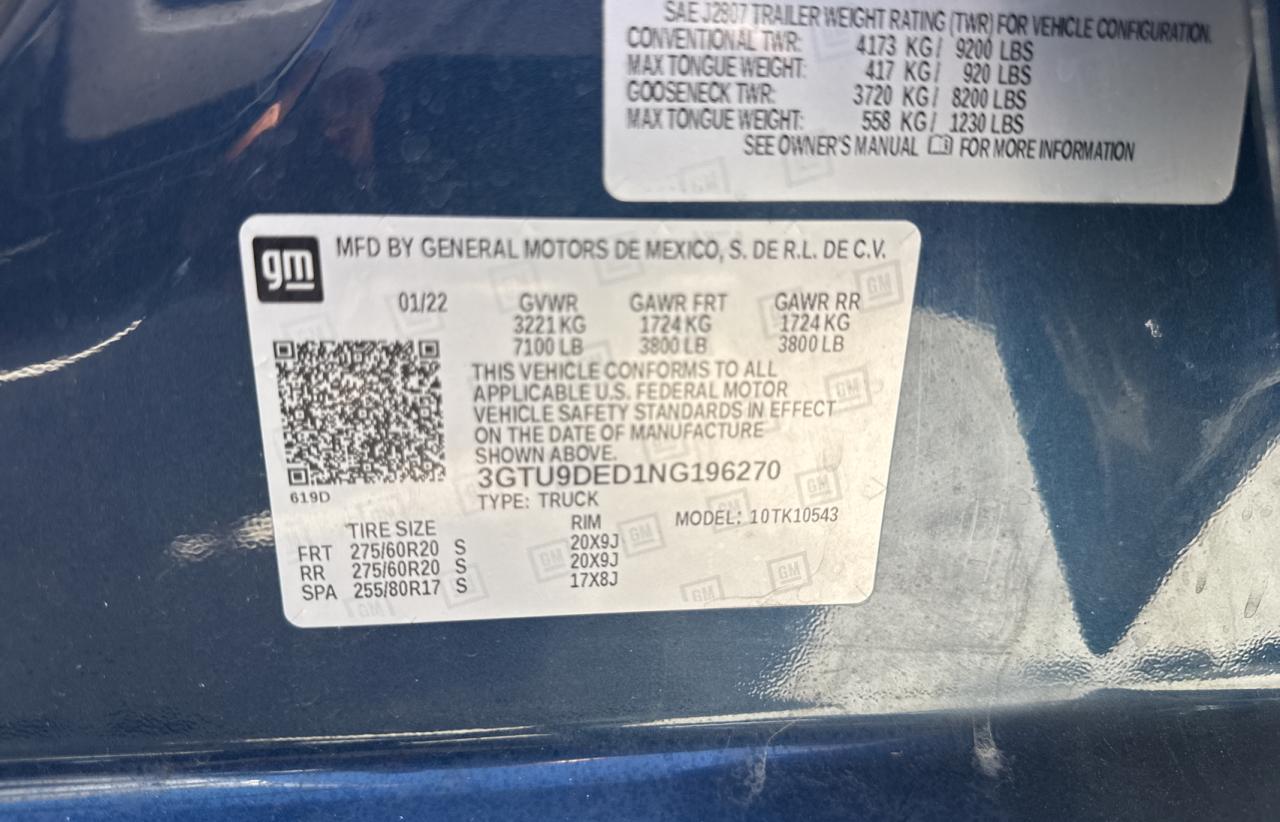 SAE J2807 TRAILER WEIGHT RATING (TWR) FOR VEHICLE CONFIGURATION.
CONVENTIONAL TWR: 4173 KG/ 9200 LBS
MAX TONGUE WEIGHT: 417 KG/ 920 LBS
GOOSENECK TWR: 3720 KG/ 8200 LBS
MAX TONGUE WEIGHT: 558 KG/ 1230 LBS
SEE OWNER'S MANUAL FOR MORE INFORMATION
gm MFD BY GENERAL MOTORS DE MEXICO, S. DE R.L. DE C.V.
01/22 GVWR GAWR FRT GAWR RR
3221 KG 1724 KG 1724 KG
7100 LB 3800 LB 3800 LB
THIS VEHICLE CONFORMS TO ALL
APPLICABLE U.S. FEDERAL MOTOR
VEHICLE SAFETY STANDARDS IN EFFECT
ON THE DATE OF MANUFACTURE
SHOWN ABOVE.
3GTU9DED1NG196270
619D
TYPE: TRUCK
TIRE SIZE RIM MODEL: 10TK10543
FRT 275/60R20 S 20X9J
RR 275/60R20 S 20X9J
SPA 255/80R17 S 17X8J